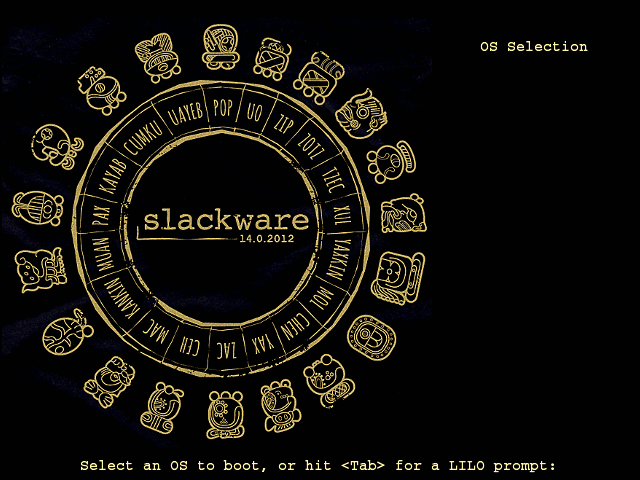 OS Selection
POP
UO
ZIP
ZOTZ
TZEC
XUL
YAXKIN
MOL
CHEN
YAX
ZAC
CEH
MAC
KANKIN
MUAN
PAX
KAYAB
CUMKU
UAYEB
slackware
14.0.2012
Select an OS to boot, or hit <Tab> for a LILO prompt: